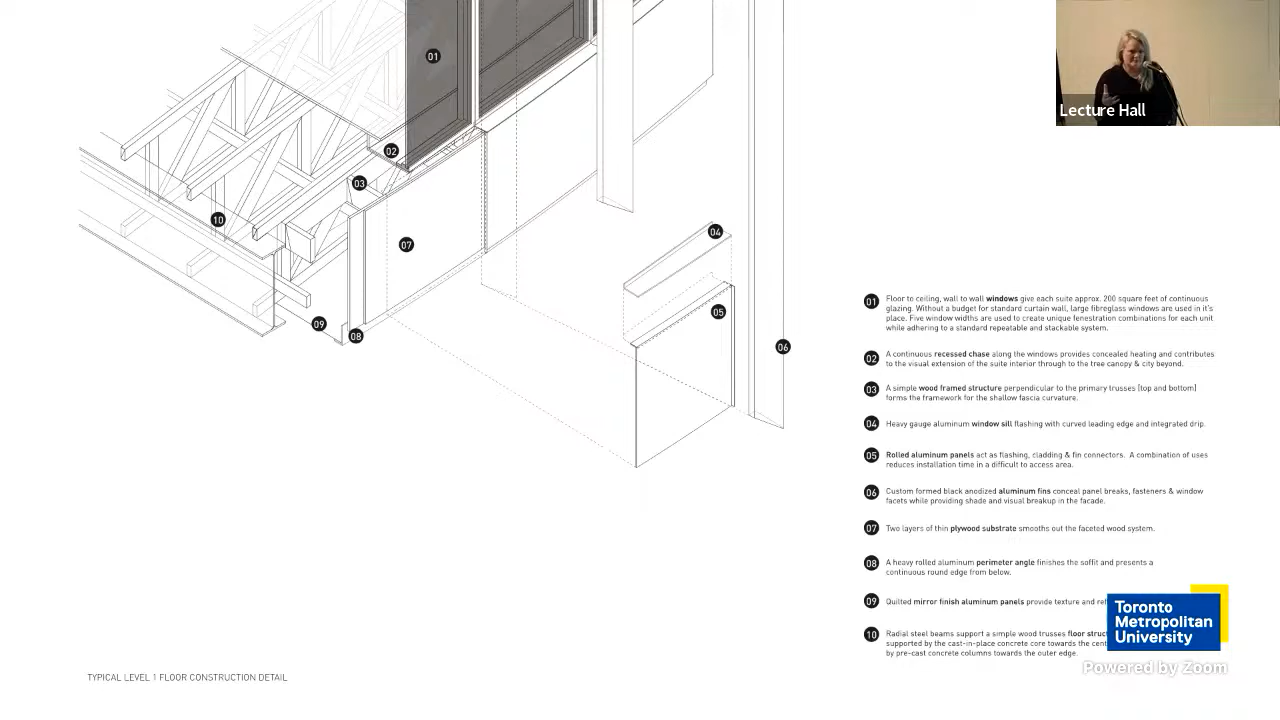 01
02
03
10
07
04
05
09
08
06
Lecture Hall
01 Floor to ceiling, wall to wall windows give each suite approx. 200 square feet of continuous
glazing. Without a budget for standard curtain wall, large fibreglass windows are used in it's
place. Five window widths are used to create unique fenestration combinations for each unit
while adhering to a standard repeatable and stackable system.
02 A continuous recessed chase along the windows provides concealed heating and contributes
to the visual extension of the suite interior through to the tree canopy & city beyond.
03 A simple wood framed structure perpendicular to the primary trusses [top and bottom]
forms the framework for the shallow fascia curvature.
04 Heavy gauge aluminum window sill flashing with curved leading edge and integrated drip.
05 Rolled aluminum panels act as flashing, cladding & fin connectors. A combination of uses
reduces installation time in a difficult to access area.
06 Custom formed black anodized aluminum fins conceal panel breaks, fasteners & window
facets while providing shade and visual breakup in the facade.
07 Two layers of thin plywood substrate smooths out the faceted wood system.
08 A heavy rolled aluminum perimeter angle finishes the soffit and presents a
continuous round edge from below.
09 Quilted mirror finish aluminum panels provide texture and
10 Radial steel beams support a simple wood trusses floor
supported by the cast-in-place concrete core towards the
by pre-cast concrete columns towards the outer edge.
Toronto
Metropolitan
University
Powered by Zoom
TYPICAL LEVEL 1 FLOOR CONSTRUCTION DETAIL